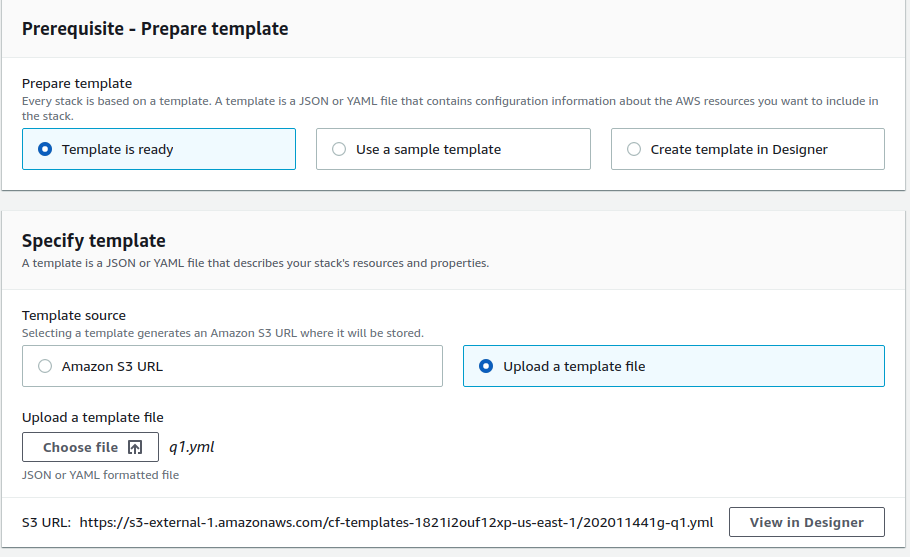 Prerequisite - Prepare template
Prepare template
Every stack is based on a template. A template is a JSON or YAML file that contains configuration information about the AWS resources you want to include in
the stack.
Template is ready
Use a sample template
Create template in Designer
Specify template
A template is a JSON or YAML file that describes your stack's resources and properties.
Template source
Selecting a template generates an Amazon S3 URL where it will be stored.
Amazon S3 URL
Upload a template file
Upload a template file
Choose file
q1.yml
JSON or YAML formatted file
S3 URL: https://s3-external-1.amazonaws.com/cf-templates-1821i2ouf12xp-us-east-1/202011441g-q1.yml
View in Designer